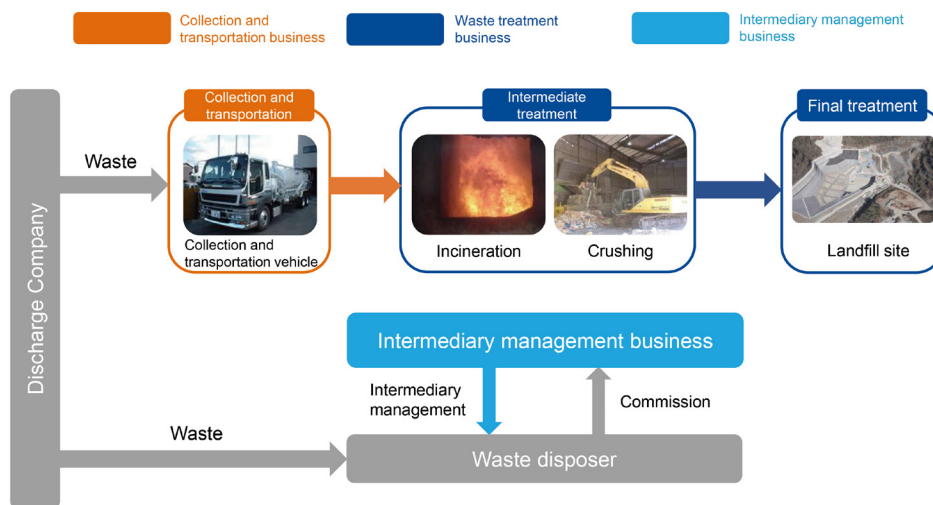 Collection and
transportation business
Waste treatment
business
Intermediary management
business
Collection and
transportation
Intermediate
treatment
Final treatment
Waste
Collection and
transportation vehicle
Incineration
Crushing
Landfill site
Discharge Company
Intermediary management business
Intermediary
management
Commission
Waste
Waste disposer